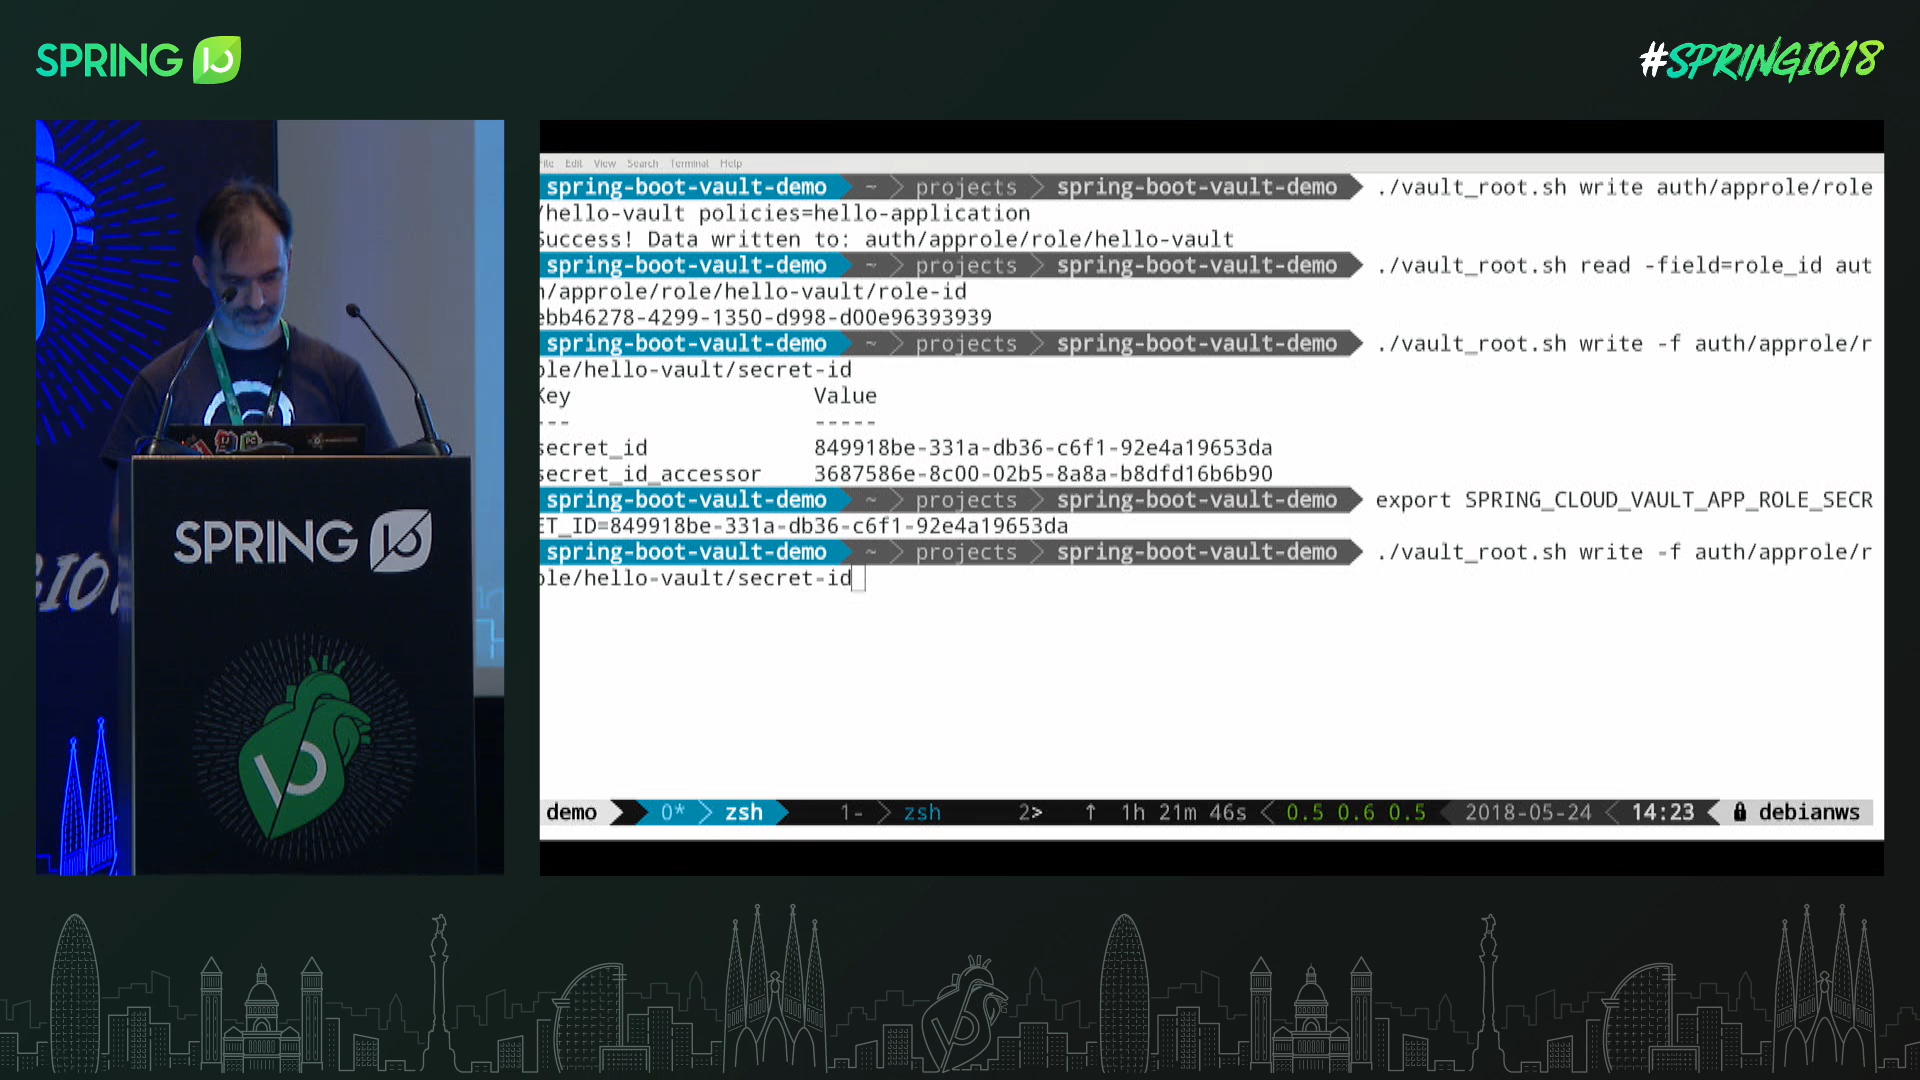 SPRING IO
#SPRINGIO18
File Edit View Search Terminal Help
spring-boot-vault-demo ~ projects spring-boot-vault-demo ./vault_root.sh write auth/approle/role
/hello-vault policies=hello-application
Success! Data written to: auth/approle/role/hello-vault
spring-boot-vault-demo ~ projects spring-boot-vault-demo ./vault_root.sh read -field=role_id aut
h/approle/role/hello-vault/role-id
ebb46278-4299-1350-d998-d00e96393939
spring-boot-vault-demo ~ projects spring-boot-vault-demo ./vault_root.sh write -f auth/approle/r
ole/hello-vault/secret-id
Key Value
--- -----
secret_id 849918be-331a-db36-c6f1-92e4a19653da
secret_id_accessor 3687586e-8c00-02b5-8a8a-b8dfd16b6b90
spring-boot-vault-demo ~ projects spring-boot-vault-demo export SPRING_CLOUD_VAULT_APP_ROLE_SECR
ET_ID=849918be-331a-db36-c6f1-92e4a19653da
spring-boot-vault-demo ~ projects spring-boot-vault-demo ./vault_root.sh write -f auth/approle/r
ole/hello-vault/secret-id
demo 0* zsh 1- zsh 2> ↑ 1h 21m 46s 0.5 0.6 0.5 2018-05-24 14:23 debianws
SPRING IO